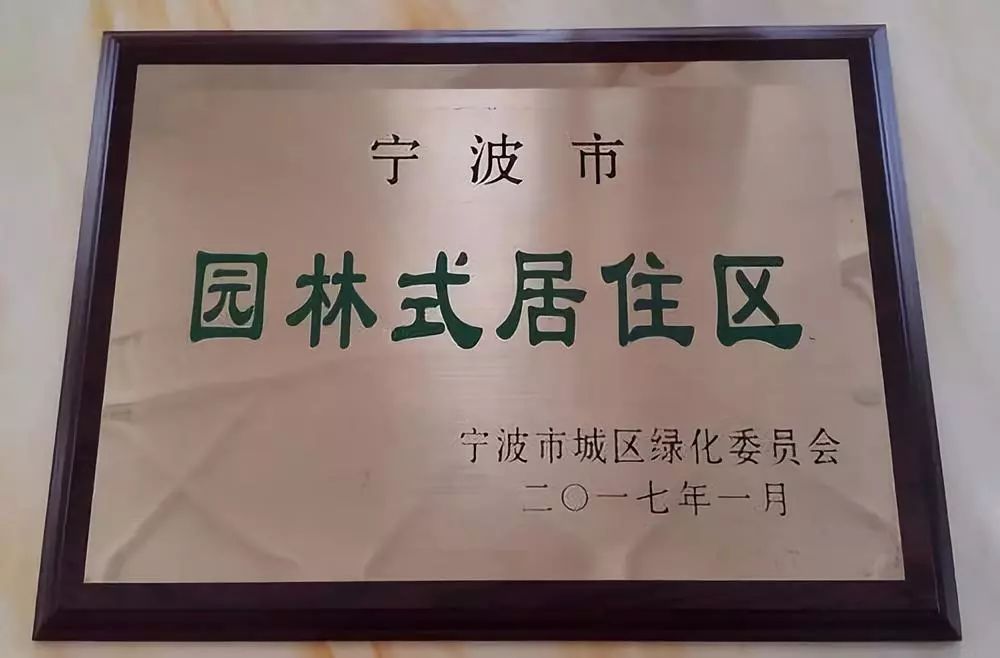 宁波市
园林式居住区
宁波市城区绿化委员会
二〇一七年一月